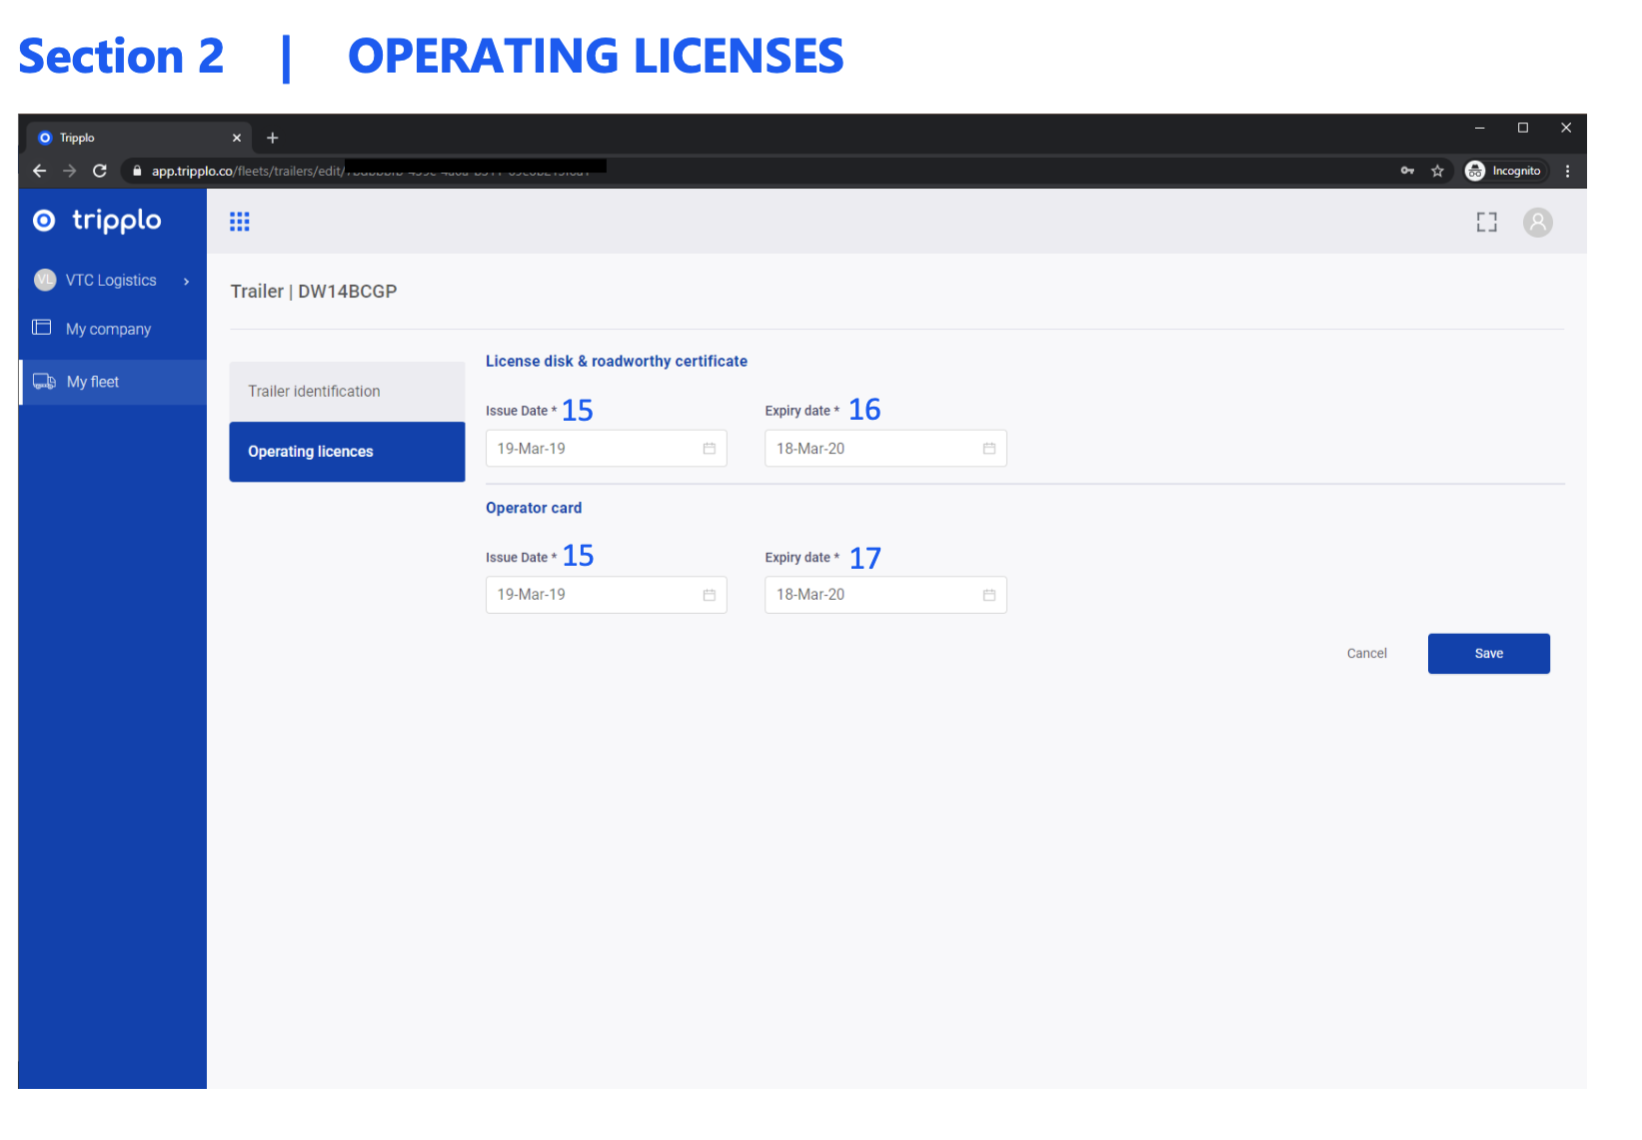 Section 2 | OPERATING LICENSES
Tripplo
app.tripplo.co/fleets/trailers/edit/
Incognito
tripplo
VL VTC Logistics
My company
My fleet
Trailer | DW14BCGP
Trailer identification
Operating licences
License disk & roadworthy certificate
Issue Date * 15 Expiry date * 16
19-Mar-19 18-Mar-20
Operator card
Issue Date * 15 Expiry date * 17
19-Mar-19 18-Mar-20
Cancel Save